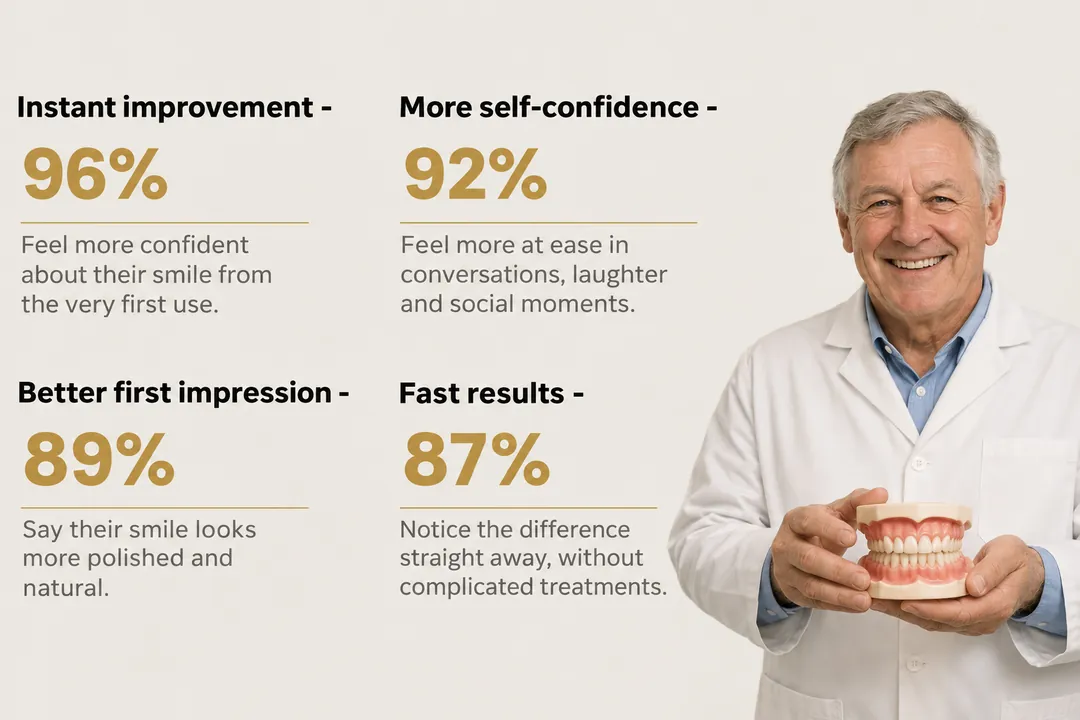 Instant improvement -
96%
Feel more confident
about their smile from
the very first use.
More self-confidence -
92%
Feel more at ease in
conversations, laughter
and social moments.
Better first impression -
89%
Say their smile looks
more polished and
natural.
Fast results -
87%
Notice the difference
straight away, without
complicated treatments.